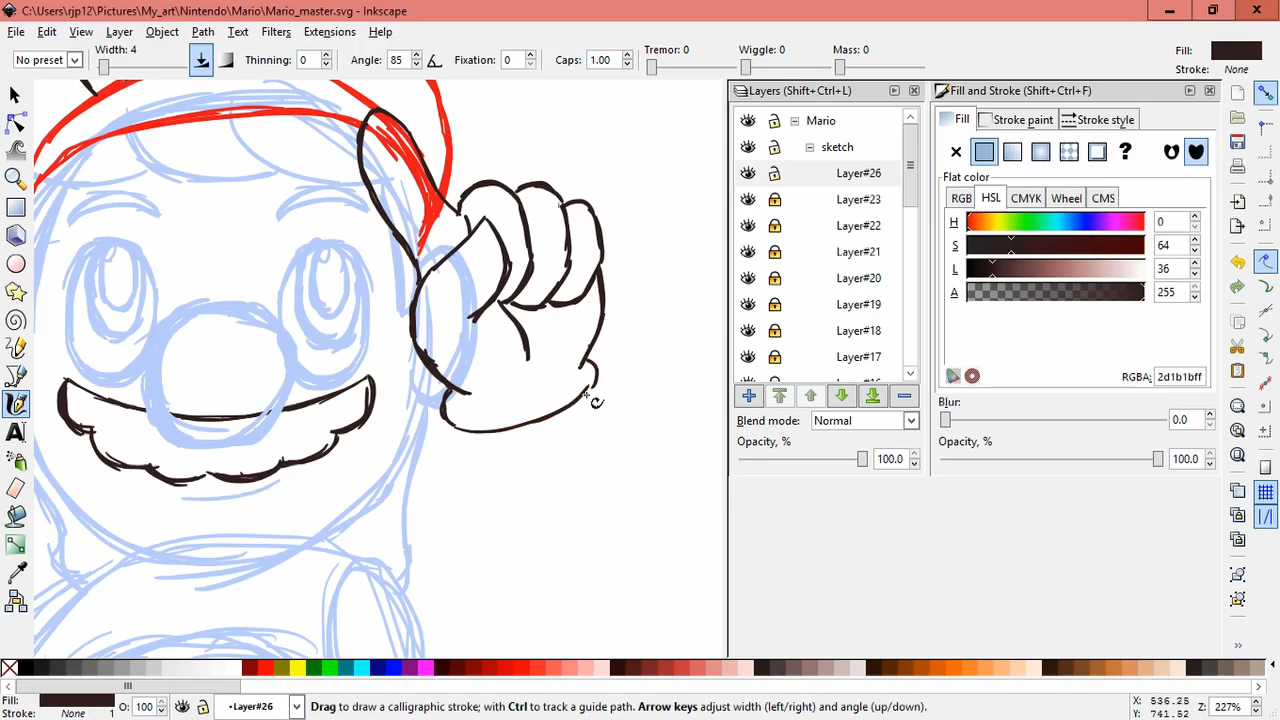 C:\Users\rjp12\Pictures\My_art\Nintendo\Mario\Mario_master.svg - Inkscape
File Edit View Layer Object Path Text Filters Extensions Help
No preset Width: 4 Thinning: 0 Angle: 85 Fixation: 0 Caps: 1.00 Tremor: 0 Wiggle: 0 Mass: 0 Fill: Stroke: None
Layers (Shift+Ctrl+L)
Mario
sketch
Layer#26
Layer#23
Layer#22
Layer#21
Layer#20
Layer#19
Layer#18
Layer#17
Blend mode: Normal
Opacity, % 100.0
Fill and Stroke (Shift+Ctrl+F)
Fill Stroke paint Stroke style
?
Flat color
RGB HSL CMYK Wheel CMS
H 0
S 64
L 36
A 255
RGBA: 2d1b1bff
Blur:
0.0
Opacity, %
100.0
Fill:
Stroke: None 1 O: 100 •Layer#26 Drag to draw a calligraphic stroke; with Ctrl to track a guide path. Arrow keys adjust width (left/right) and angle (up/down). X: 536.25 Y: 741.52 Z: 227%